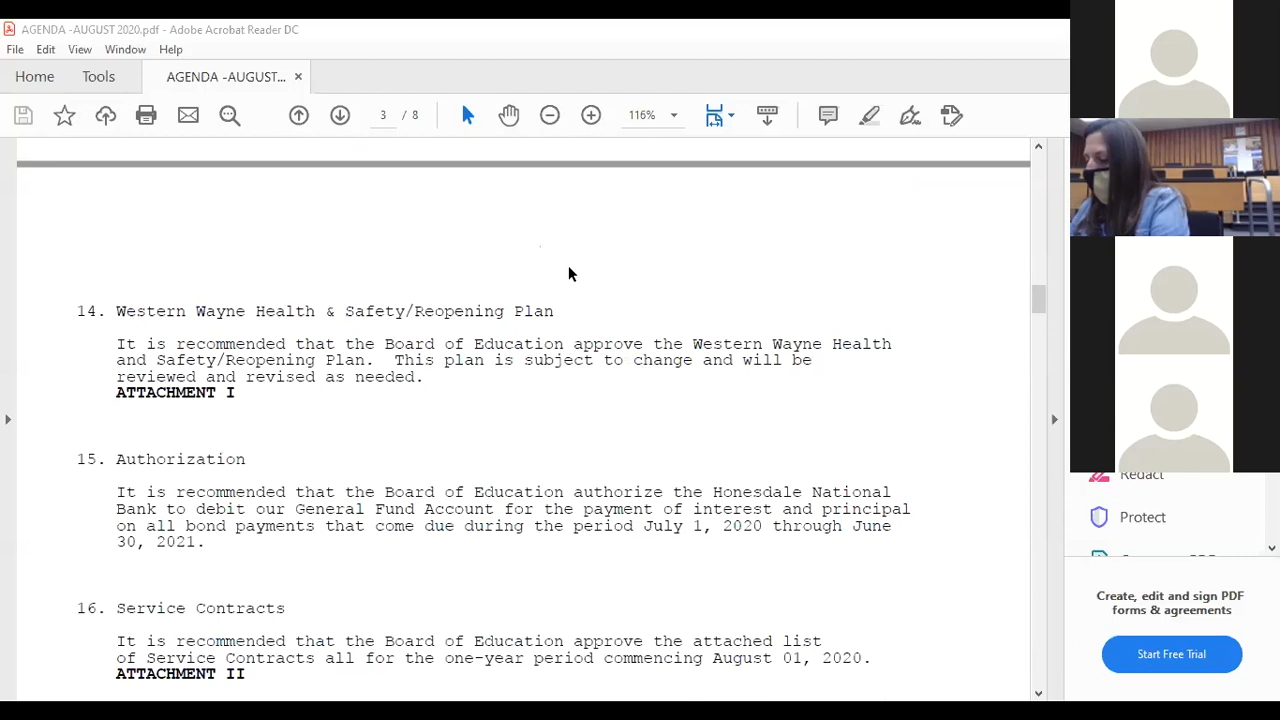 AGENDA -AUGUST 2020.pdf - Adobe Acrobat Reader DC
File Edit View Window Help
Home Tools AGENDA -AUGUST... ×
3 / 8 116%
14. Western Wayne Health & Safety/Reopening Plan
It is recommended that the Board of Education approve the Western Wayne Health
and Safety/Reopening Plan. This plan is subject to change and will be
reviewed and revised as needed.
ATTACHMENT I
15. Authorization
It is recommended that the Board of Education authorize the Honesdale National
Bank to debit our General Fund Account for the payment of interest and principal
on all bond payments that come due during the period July 1, 2020 through June
30, 2021.
16. Service Contracts
It is recommended that the Board of Education approve the attached list
of Service Contracts all for the one-year period commencing August 01, 2020.
ATTACHMENT II
Redact
Protect
Create, edit and sign PDF
forms & agreements
Start Free Trial